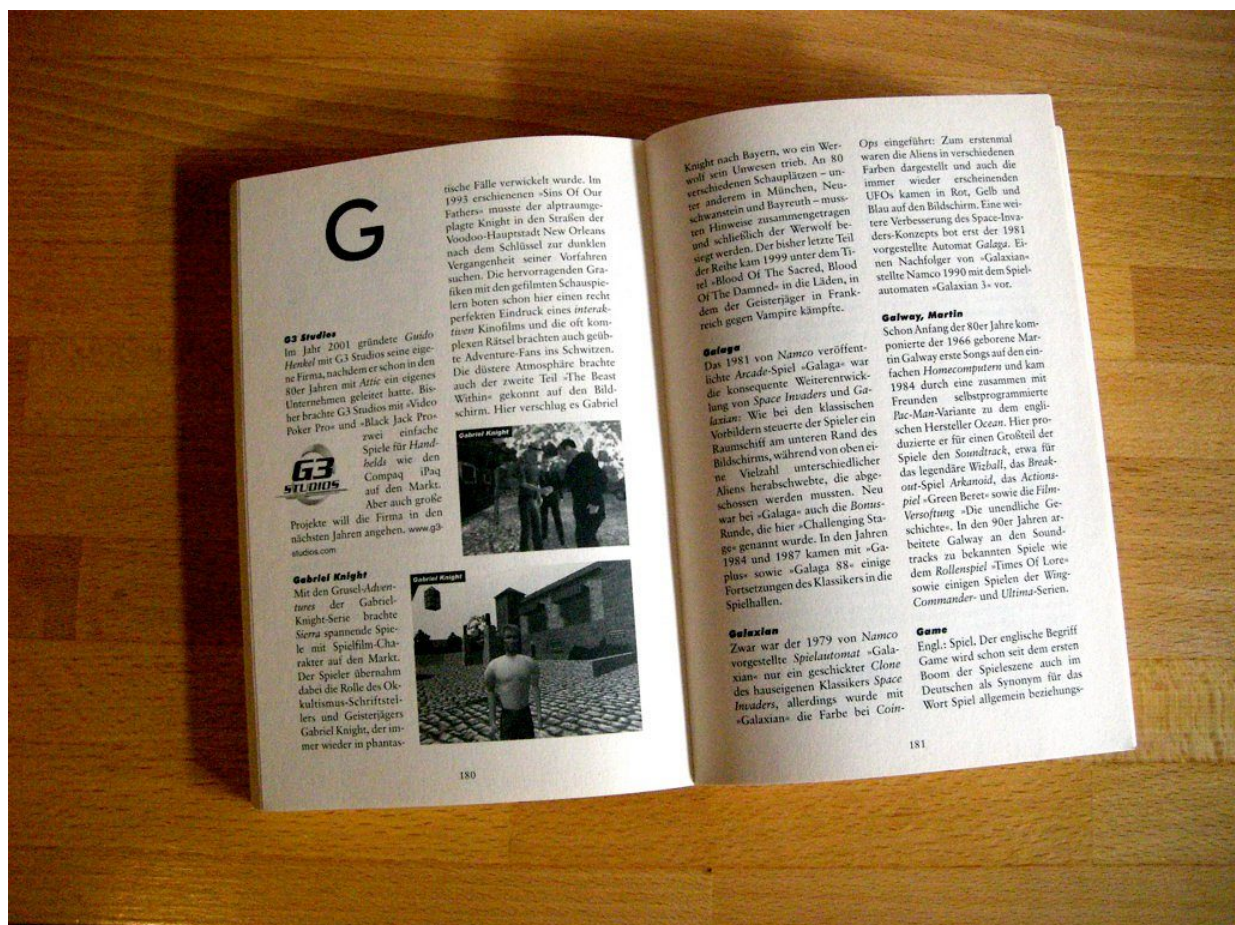 G
G3 Studios
Im Jahr 2001 gründete Guido
Henkel mit G3 Studios seine eige-
ne Firma, nachdem er schon in den
80er Jahren mit Attic ein eigenes
Unternehmen geleitet hatte. Bis-
her brachte G3 Studios mit »Video
Poker Pro« und »Black Jack Pro«
zwei einfache
Spiele für Hand-
helds wie den
Compaq iPaq
auf den Markt.
Aber auch große
G3
STUDIOS
Projekte will die Firma in den
nächsten Jahren angehen. www.g3-
studios.com
Gabriel Knight
Mit den Grusel-Adven-
tures der Gabriel-
Knight-Serie brachte
Sierra spannende Spie-
le mit Spielfilm-Cha-
rakter auf den Markt.
Der Spieler übernahm
dabei die Rolle des Ok-
kultismus-Schriftstel-
lers und Geisterjägers
Gabriel Knight, der im-
mer wieder in phantas-
tische Fälle verwickelt wurde. Im
1993 erschienenen »Sins Of Our
Fathers« musste der alptraumge-
plagte Knight in den Straßen der
Voodoo-Hauptstadt New Orleans
nach dem Schlüssel zur dunklen
Vergangenheit seiner Vorfahren
suchen. Die hervorragenden Gra-
fiken mit den gefilmten Schauspie-
lern boten schon hier einen recht
perfekten Eindruck eines interak-
tiven Kinofilms und die oft kom-
plexen Rätsel brachten auch geüb-
te Adventure-Fans ins Schwitzen.
Die düstere Atmosphäre brachte
auch der zweite Teil »The Beast
Within« gekonnt auf den Bild-
schirm. Hier verschlug es Gabriel
Gabriel Knight
Gabriel Knight
180
Knight nach Bayern, wo ein Wer-
wolf sein Unwesen trieb. An 80
verschiedenen Schauplätzen – un-
ter anderem in München, Neu-
schwanstein und Bayreuth – muss-
ten Hinweise zusammengetragen
und schließlich der Werwolf be-
siegt werden. Der bisher letzte Teil
der Reihe kam 1999 unter dem Ti-
tel »Blood Of The Sacred, Blood
Of The Damned« in die Läden, in
dem der Geisterjäger in Frank-
reich gegen Vampire kämpfte.
Galaga
Das 1981 von Namco veröffent-
lichte Arcade-Spiel »Galaga« war
die konsequente Weiterentwick-
lung von Space Invaders und Ga-
laxian: Wie bei den klassischen
Vorbildern steuerte der Spieler ein
Raumschiff am unteren Rand des
Bildschirms, während von oben ei-
ne Vielzahl unterschiedlicher
Aliens herabschwebte, die abge-
schossen werden mussten. Neu
war bei »Galaga« auch die Bonus-
Runde, die hier »Challenging Sta-
ge« genannt wurde. In den Jahren
1984 und 1987 kamen mit »Ga-
plus« sowie »Galaga 88« einige
Fortsetzungen des Klassikers in die
Spielhallen.
Galaxian
Zwar war der 1979 von Namco
vorgestellte Spielautomat »Gala-
xian« nur ein geschickter Clone
des hauseigenen Klassikers Space
Invaders, allerdings wurde mit
»Galaxian« die Farbe bei Coin-
Ops eingeführt: Zum erstenmal
waren die Aliens in verschiedenen
Farben dargestellt und auch die
immer wieder erscheinenden
UFOs kamen in Rot, Gelb und
Blau auf den Bildschirm. Eine wei-
tere Verbesserung des Space-Inva-
ders-Konzepts bot erst der 1981
vorgestellte Automat Galaga. Ei-
nen Nachfolger von »Galaxian«
stellte Namco 1990 mit dem Spiel-
automaten »Galaxian 3« vor.
Galway, Martin
Schon Anfang der 80er Jahre kom-
ponierte der 1966 geborene Mar-
tin Galway erste Songs auf den ein-
fachen Homecomputern und kam
1984 durch eine zusammen mit
Freunden selbstprogrammierte
Pac-Man-Variante zu dem engli-
schen Hersteller Ocean. Hier pro-
duzierte er für einen Großteil der
Spiele den Soundtrack, etwa für
das legendäre Wizball, das Break-
out-Spiel Arkanoid, das Actions-
piel »Green Beret« sowie die Film-
Versoftung »Die unendliche Ge-
schichte«. In den 90er Jahren ar-
beitete Galway an den Sound-
tracks zu bekannten Spiele wie
dem Rollenspiel »Times Of Lore«
sowie einigen Spielen der Wing-
Commander- und Ultima-Serien.
Game
Engl.: Spiel. Der englische Begriff
Game wird schon seit dem ersten
Boom der Spieleszene auch im
Deutschen als Synonym für das
Wort Spiel allgemein beziehungs-
181